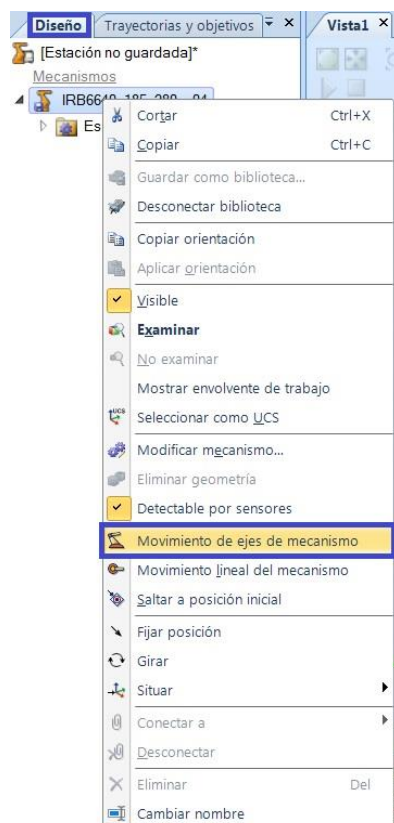 Diseño Trayectorias y objetivos Vista1
[Estación no guardada]*
Mecanismos
Es
Cortar Ctrl+X
Copiar Ctrl+C
Guardar como biblioteca...
Desconectar biblioteca
Copiar orientación
Aplicar orientación
Visible
Examinar
No examinar
Mostrar envolvente de trabajo
Seleccionar como UCS
Modificar mecanismo...
Eliminar geometría
Detectable por sensores
Movimiento de ejes de mecanismo
Movimiento lineal del mecanismo
Saltar a posición inicial
Fijar posición
Girar
Situar
Conectar a
Desconectar
Eliminar Del
Cambiar nombre